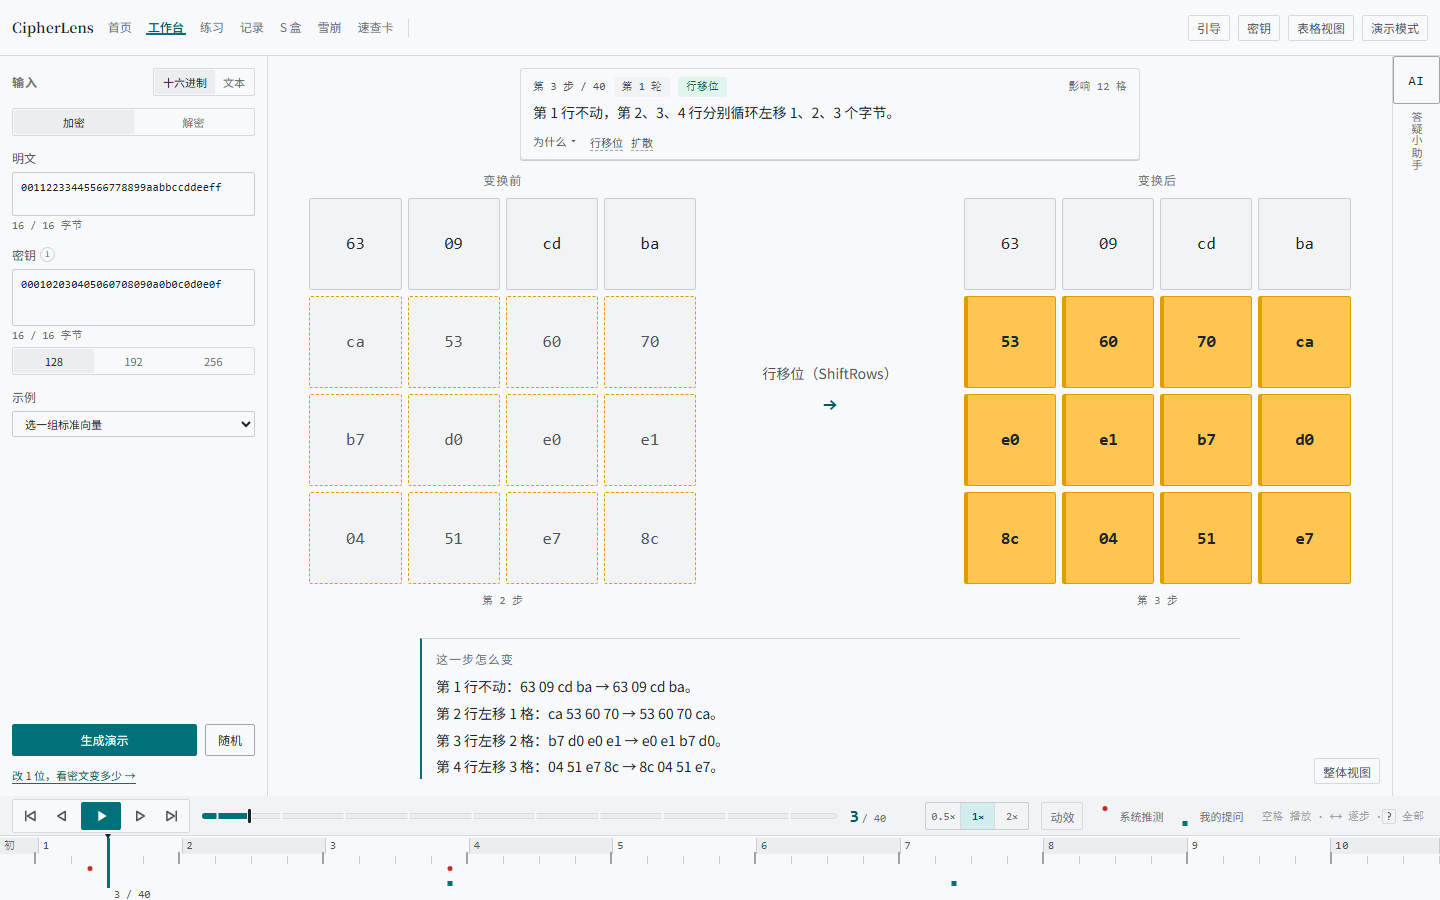 CipherLens 首页 工作台 练习 记录 S 盒 雪崩 速查卡
引导 密钥 表格视图 演示模式
输入 十六进制 文本
加密 解密
明文
00112233445566778899aabbccddeeff
16 / 16 字节
密钥 i
000102030405060708090a0b0c0d0e0f
16 / 16 字节
128 192 256
示例
选一组标准向量
生成演示 随机
改 1 位，看密文变多少 →
第 3 步 / 40 第 1 轮 行移位 影响 12 格
第 1 行不动，第 2、3、4 行分别循环左移 1、2、3 个字节。
为什么 行移位 扩散
变换前
63 09 cd ba
ca 53 60 70
b7 d0 e0 e1
04 51 e7 8c
第 2 步
行移位（ShiftRows）
→
变换后
63 09 cd ba
53 60 70 ca
e0 e1 b7 d0
8c 04 51 e7
第 3 步
这一步怎么变
第 1 行不动：63 09 cd ba → 63 09 cd ba。
第 2 行左移 1 格：ca 53 60 70 → 53 60 70 ca。
第 3 行左移 2 格：b7 d0 e0 e1 → e0 e1 b7 d0。
第 4 行左移 3 格：04 51 e7 8c → 8c 04 51 e7。
整体视图
AI
答疑小助手
3 / 40 0.5× 1× 2× 动效 系统推测 我的提问 空格 播放 · ↔ 逐步 · ? 全部
初 1 2 3 4 5 6 7 8 9 10
3 / 40